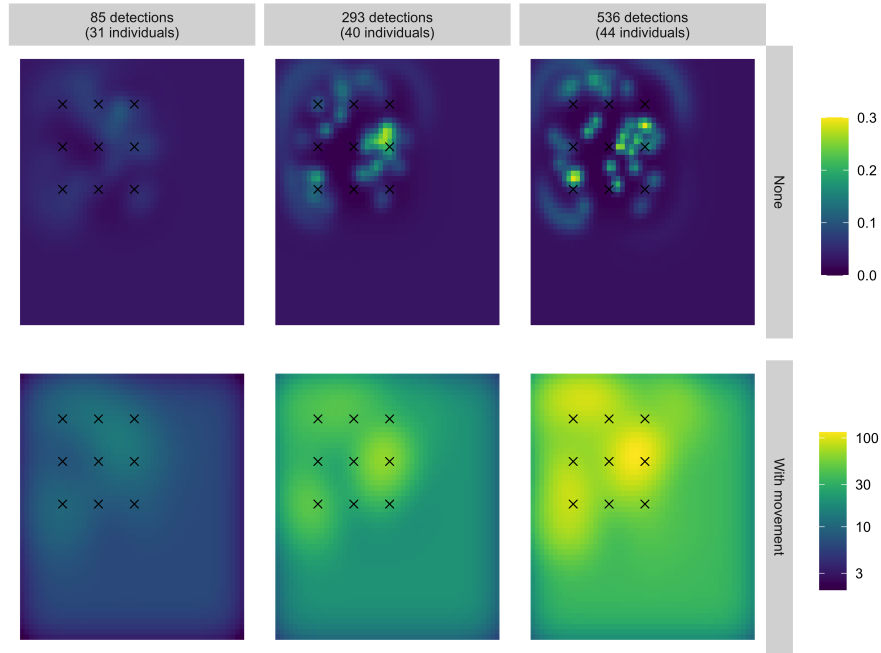 85 detections
(31 individuals)
293 detections
(40 individuals)
536 detections
(44 individuals)
None
0.3
0.2
0.1
0.0
With movement
100
30
10
3